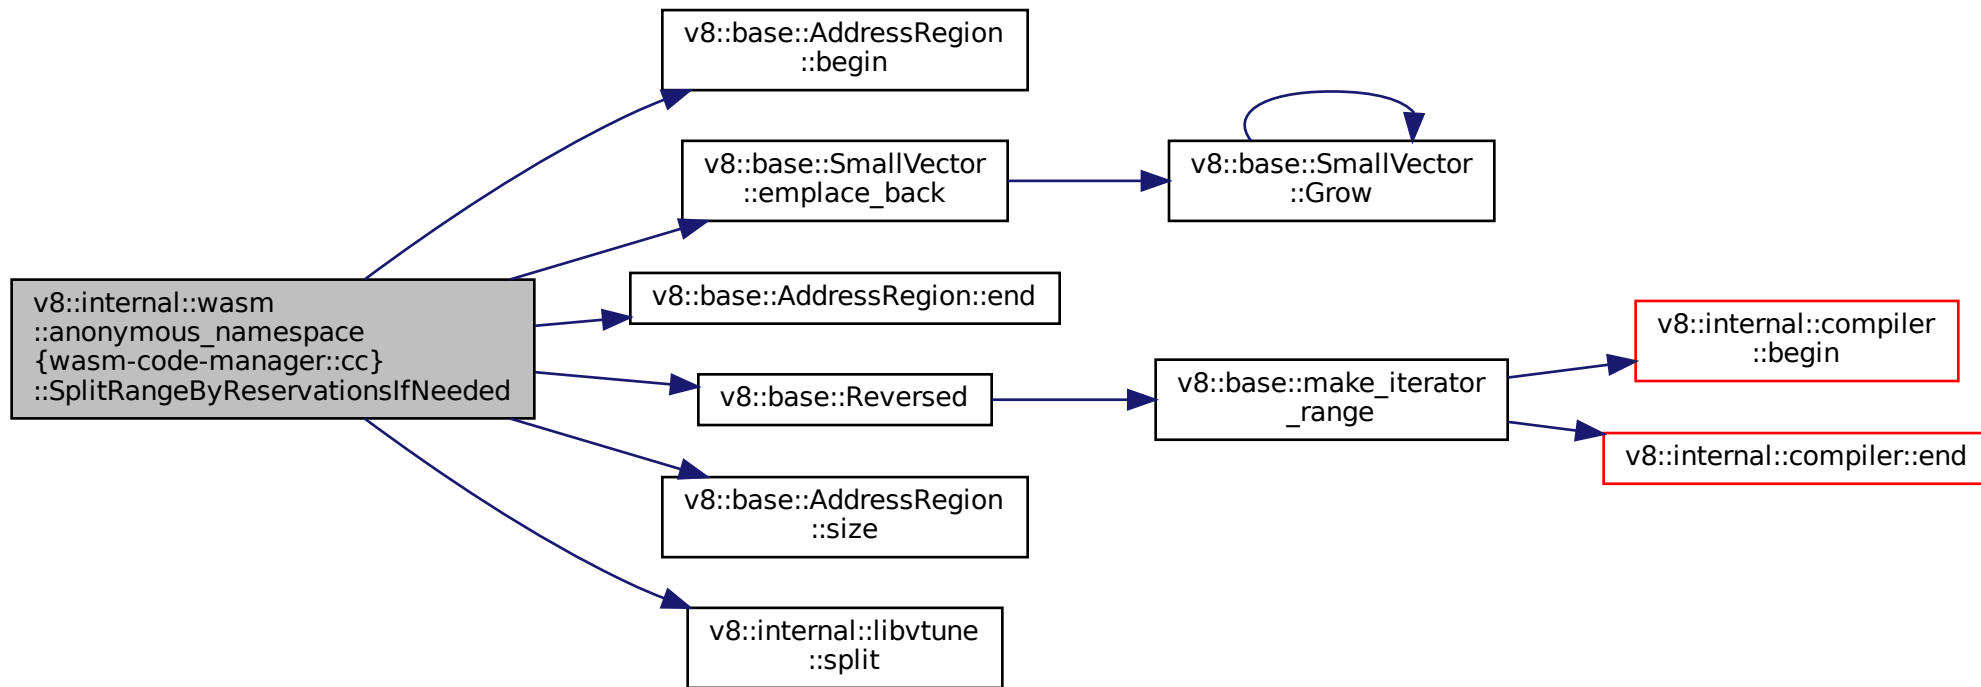 v8::base::AddressRegion
::begin
v8::base::SmallVector
::emplace_back
v8::base::SmallVector
::Grow
v8::internal::wasm
::anonymous_namespace
{wasm-code-manager::cc}
::SplitRangeByReservationsIfNeeded
v8::base::AddressRegion::end
v8::internal::compiler
::begin
v8::base::Reversed
v8::base::make_iterator
_range
v8::internal::compiler::end
v8::base::AddressRegion
::size
v8::internal::libvtune
::split